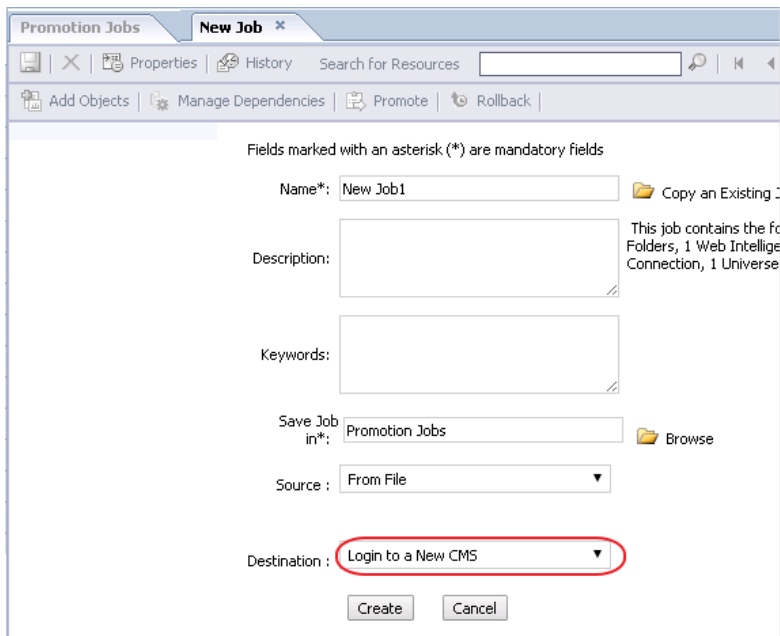 Promotion Jobs New Job ×
Properties History Search for Resources
Add Objects Manage Dependencies Promote Rollback
Fields marked with an asterisk (*) are mandatory fields
Name*: New Job1 Copy an Existing
This job contains the
Folders, 1 Web
Description:
Connection, 1 Universe
Keywords:
Save Job
in*: Promotion Jobs Browse
Source : From File
Destination : Login to a New CMS
Create Cancel